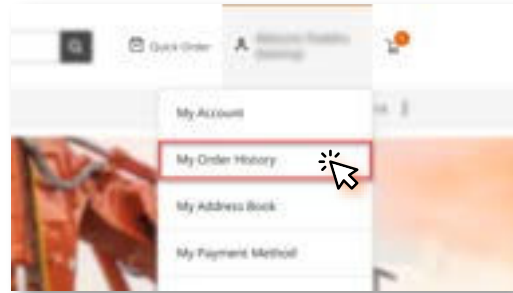 Quick Order
My Account
My Order History
My Address Book
My Payment Method